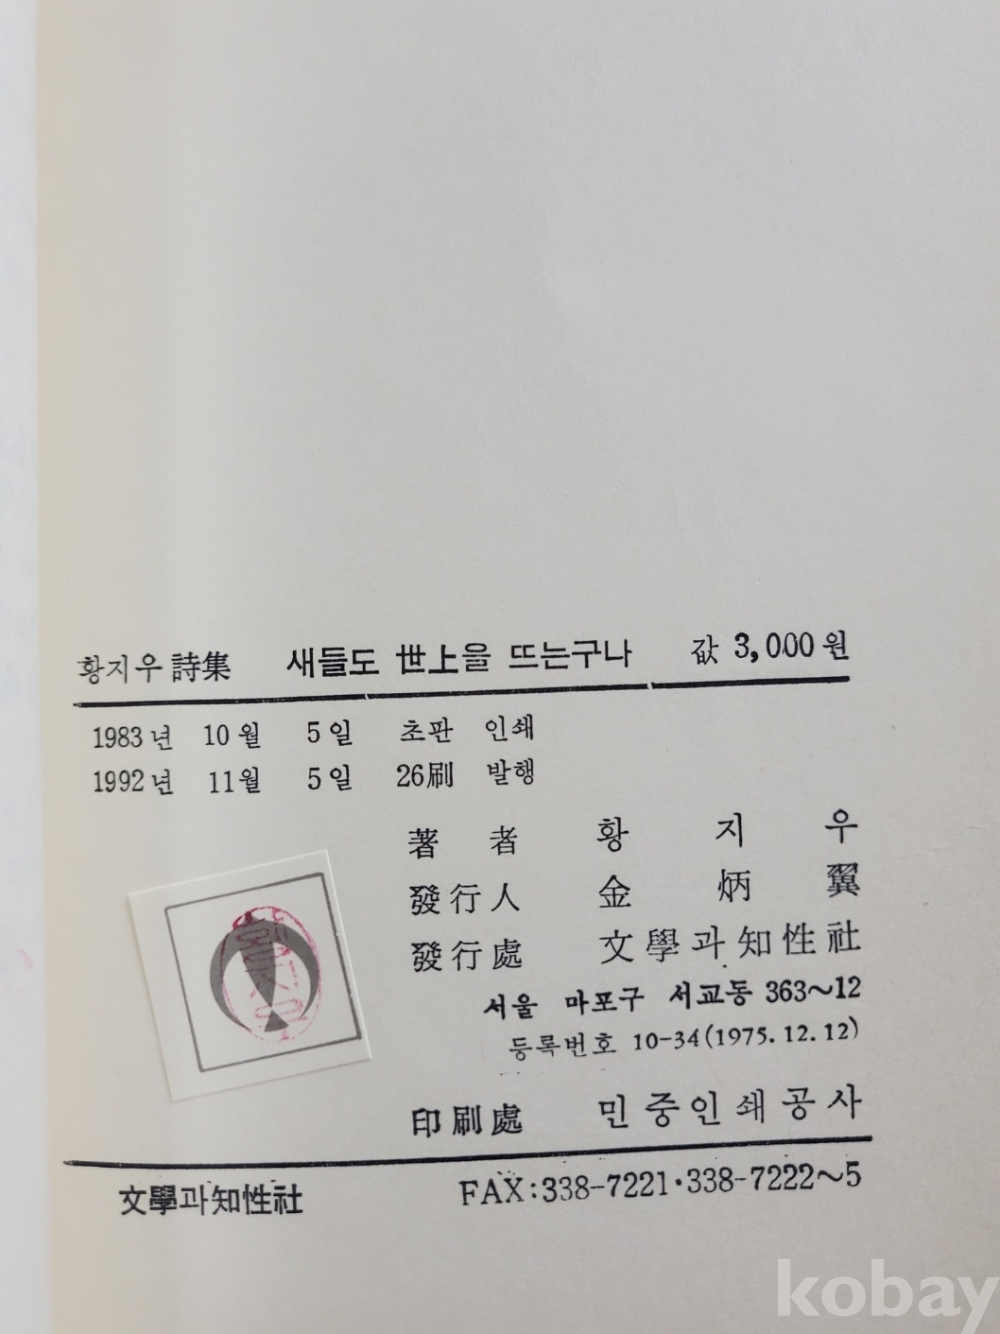 황지우 詩集 새들도 世上을 뜨는구나 값 3,000원
1983년 10월 5일 초판 인쇄
1992년 11월 5일 26刷 발행
著者 황지우
發行人 金炳翼
發行處 文學과知性社
서울 마포구 서교동 363~12
등록번호 10-34(1975.12.12)
印刷處 민중인쇄공사
文學과知性社 FAX:338-7221·338-7222~5
kobay